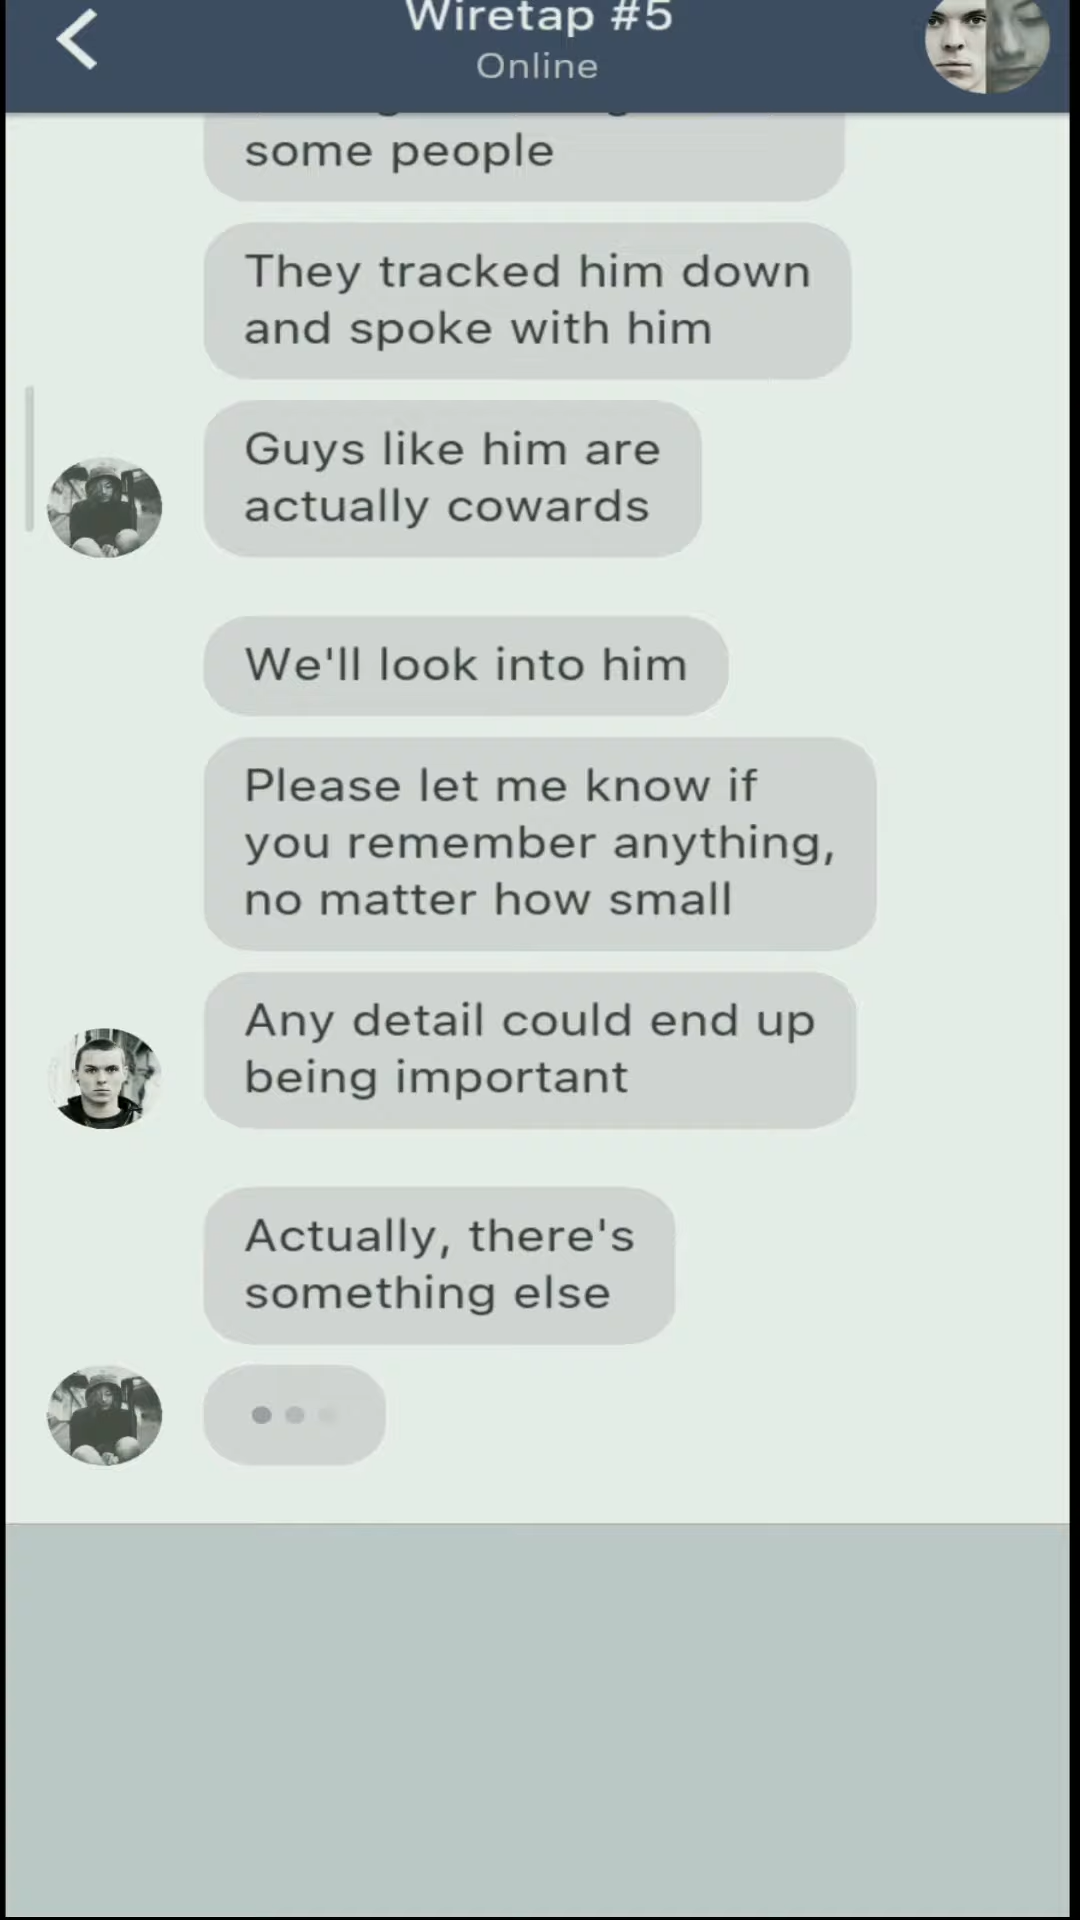 Wiretap #5
Online
some people
They tracked him down
and spoke with him
Guys like him are
actually cowards
We'll look into him
Please let me know if
you remember anything,
no matter how small
Any detail could end up
being important
Actually, there's
something else